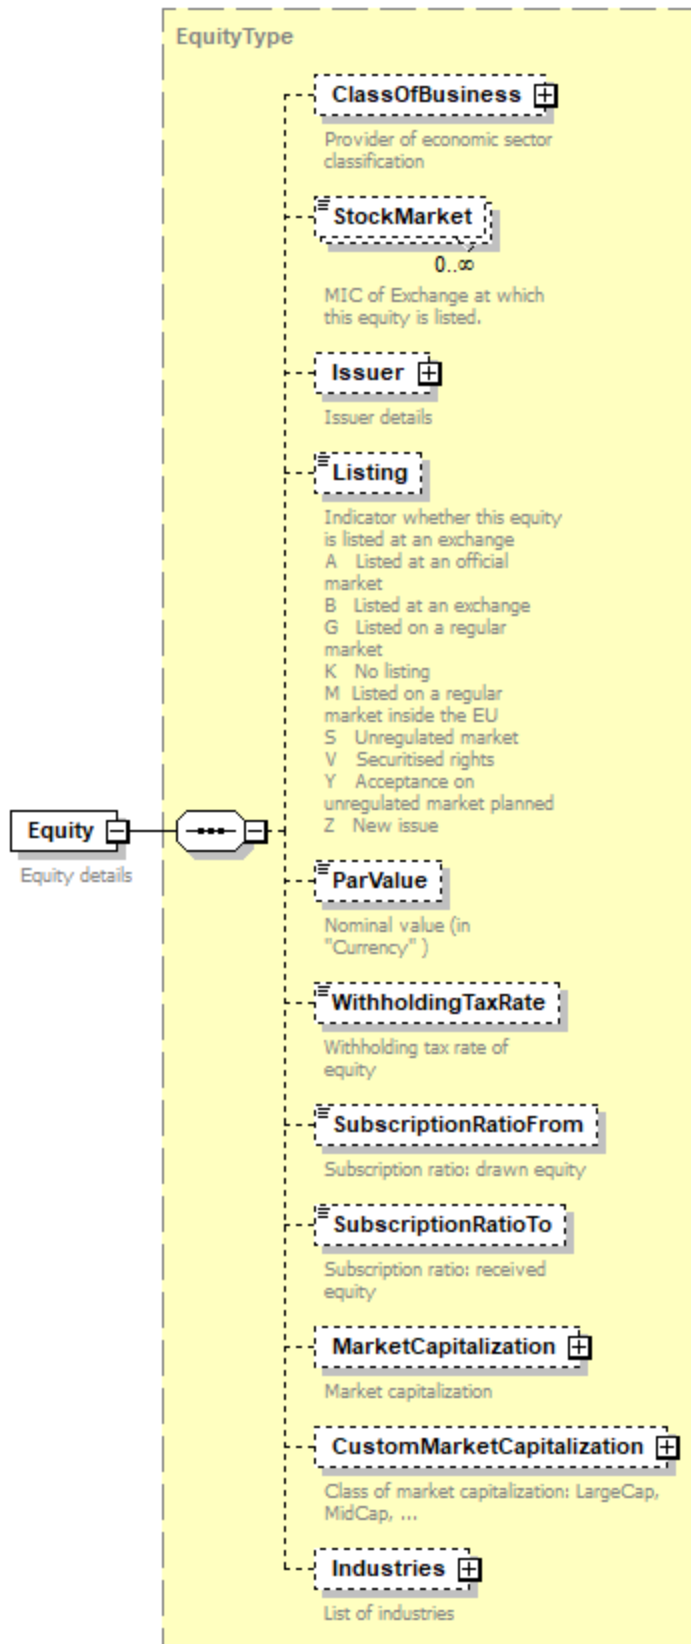 EquityType
ClassOfBusiness
Provider of economic sector
classification
StockMarket
0..∞
MIC of Exchange at which
this equity is listed.
Issuer
Issuer details
Listing
Indicator whether this equity
is listed at an exchange
A Listed at an official
market
B Listed at an exchange
G Listed on a regular
market
K No listing
M Listed on a regular
market inside the EU
S Unregulated market
V Securitised rights
Y Acceptance on
unregulated market planned
Z New issue
Equity
Equity details
ParValue
Nominal value (in
"Currency" )
WithholdingTaxRate
Withholding tax rate of
equity
SubscriptionRatioFrom
Subscription ratio: drawn equity
SubscriptionRatioTo
Subscription ratio: received
equity
MarketCapitalization
Market capitalization
CustomMarketCapitalization
Class of market capitalization: LargeCap,
MidCap, ...
Industries
List of industries